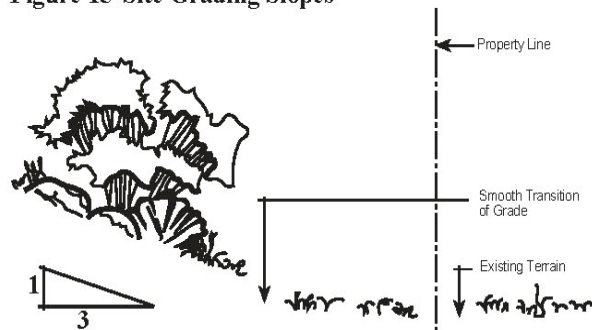 Figure 13 Site Grading Slopes
Property Line
Smooth Transition
of Grade
Existing Terrain
1
3